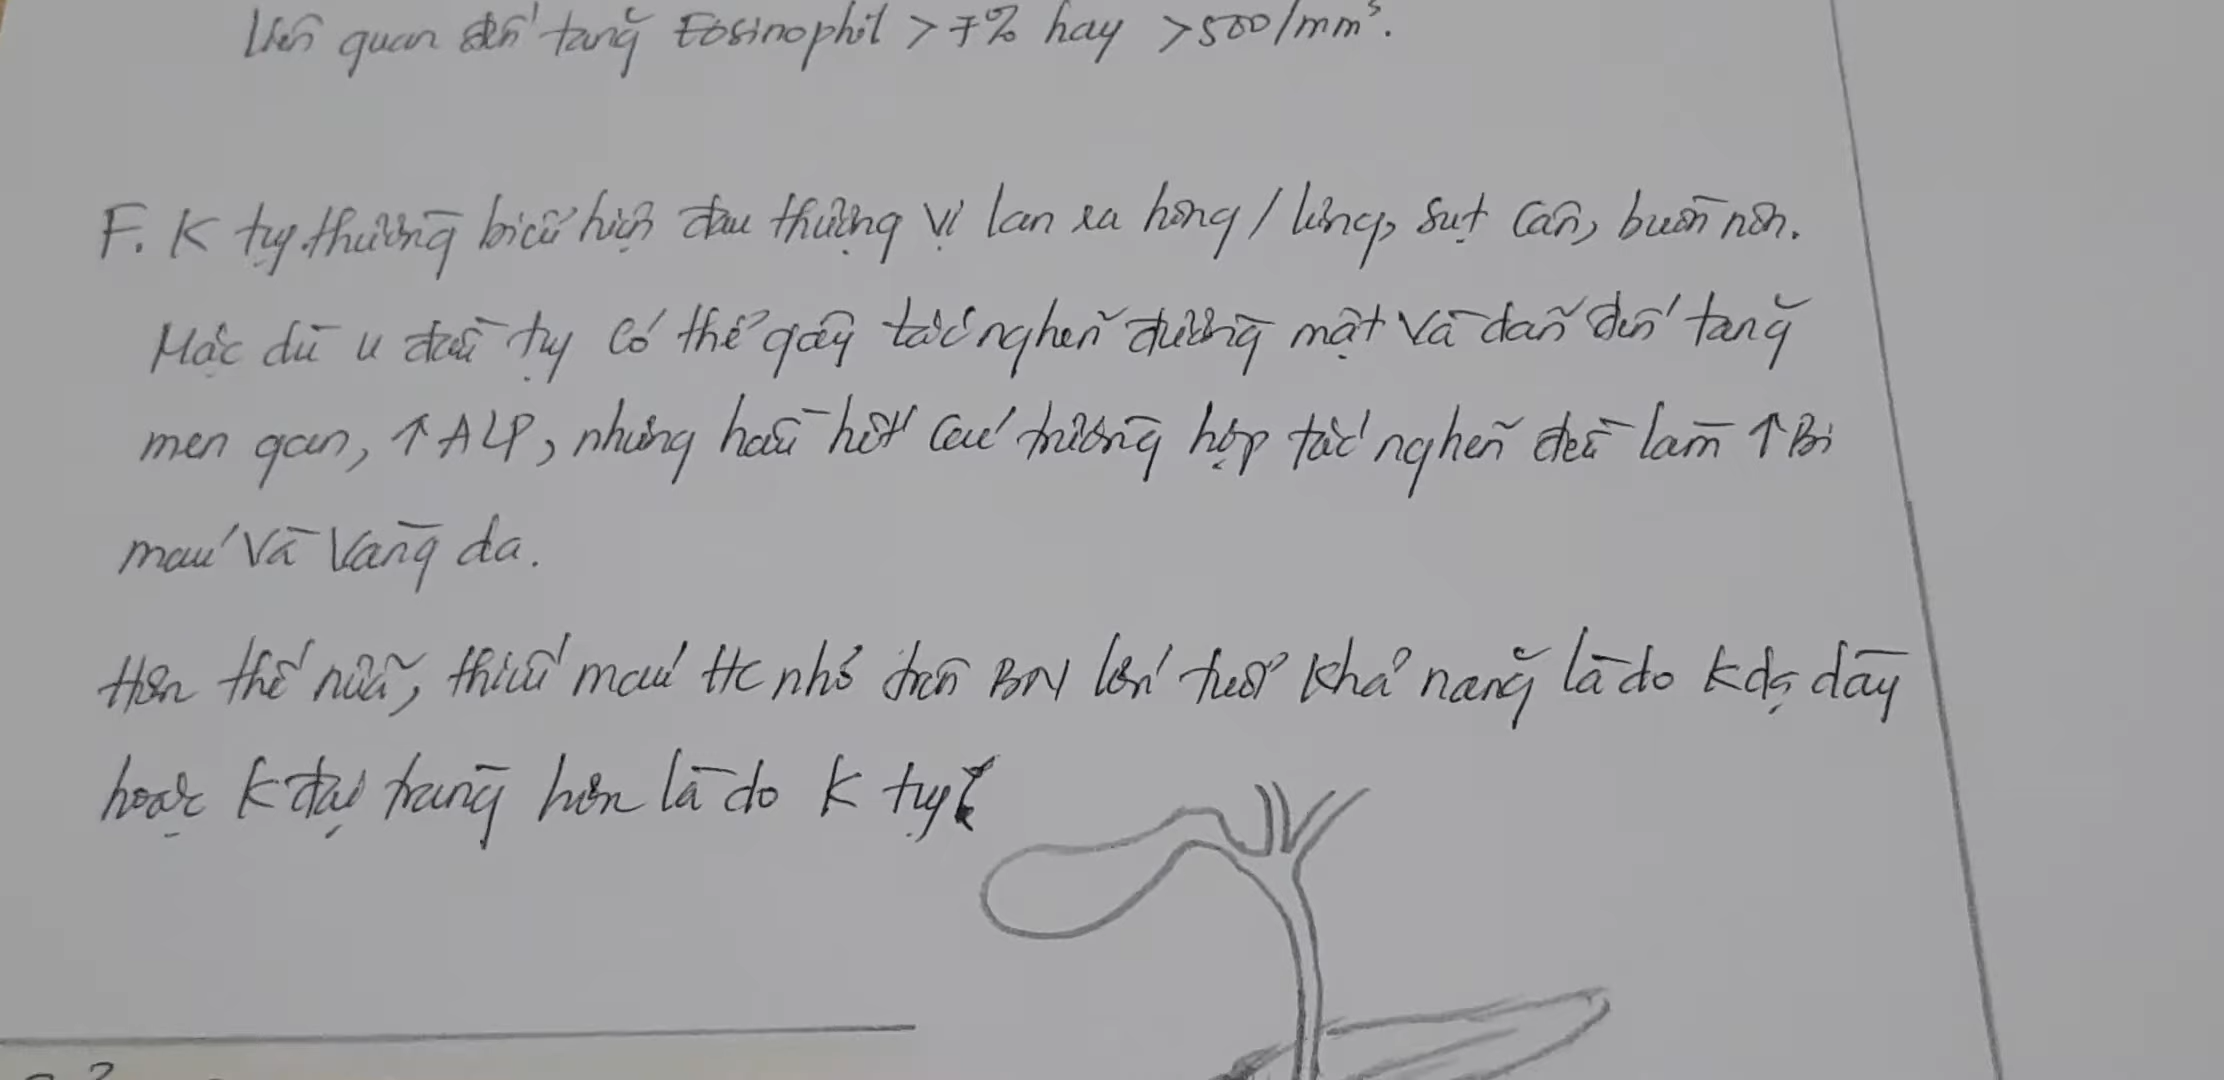 Liên quan đến tăng Eosinophil > 7% hay > 500/mm³.
F. K tụy thường biểu hiện đau thượng vị lan ra hông/lưng, sụt cân, buồn nôn.
Mặc dù u đầu tụy có thể gây tắc nghẽn đường mật và dẫn đến tăng
men gan, ↑ ALP, nhưng hầu hết các trường hợp tắc nghẽn đều làm ↑ Bi
máu và vàng da.
Hơn thế nữa, thiếu máu HC nhỏ trên BN lớn tuổi khả năng là do K dạ dày
hoặc K đại tràng hơn là do K tụy